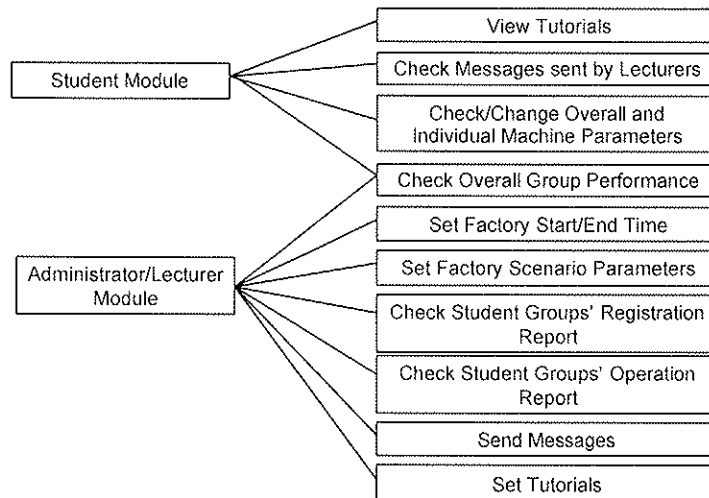 View Tutorials
Student Module
Check Messages sent by Lecturers
Check/Change Overall and
Individual Machine Parameters
Check Overall Group Performance
Set Factory Start/End Time
Administrator/Lecturer
Module
Set Factory Scenario Parameters
Check Student Groups' Registration
Report
Check Student Groups' Operation
Report
Send Messages
Set Tutorials